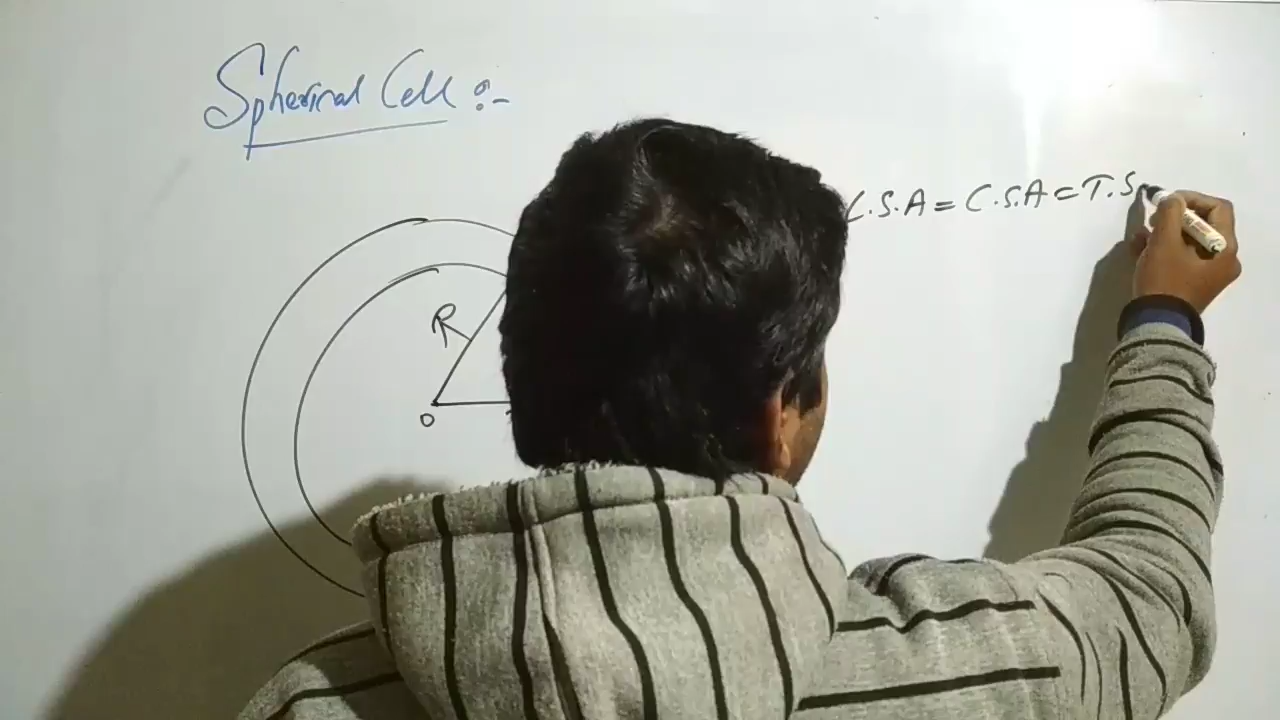 Spherical Cell :-
L.S.A = C.S.A = T.S
R
O